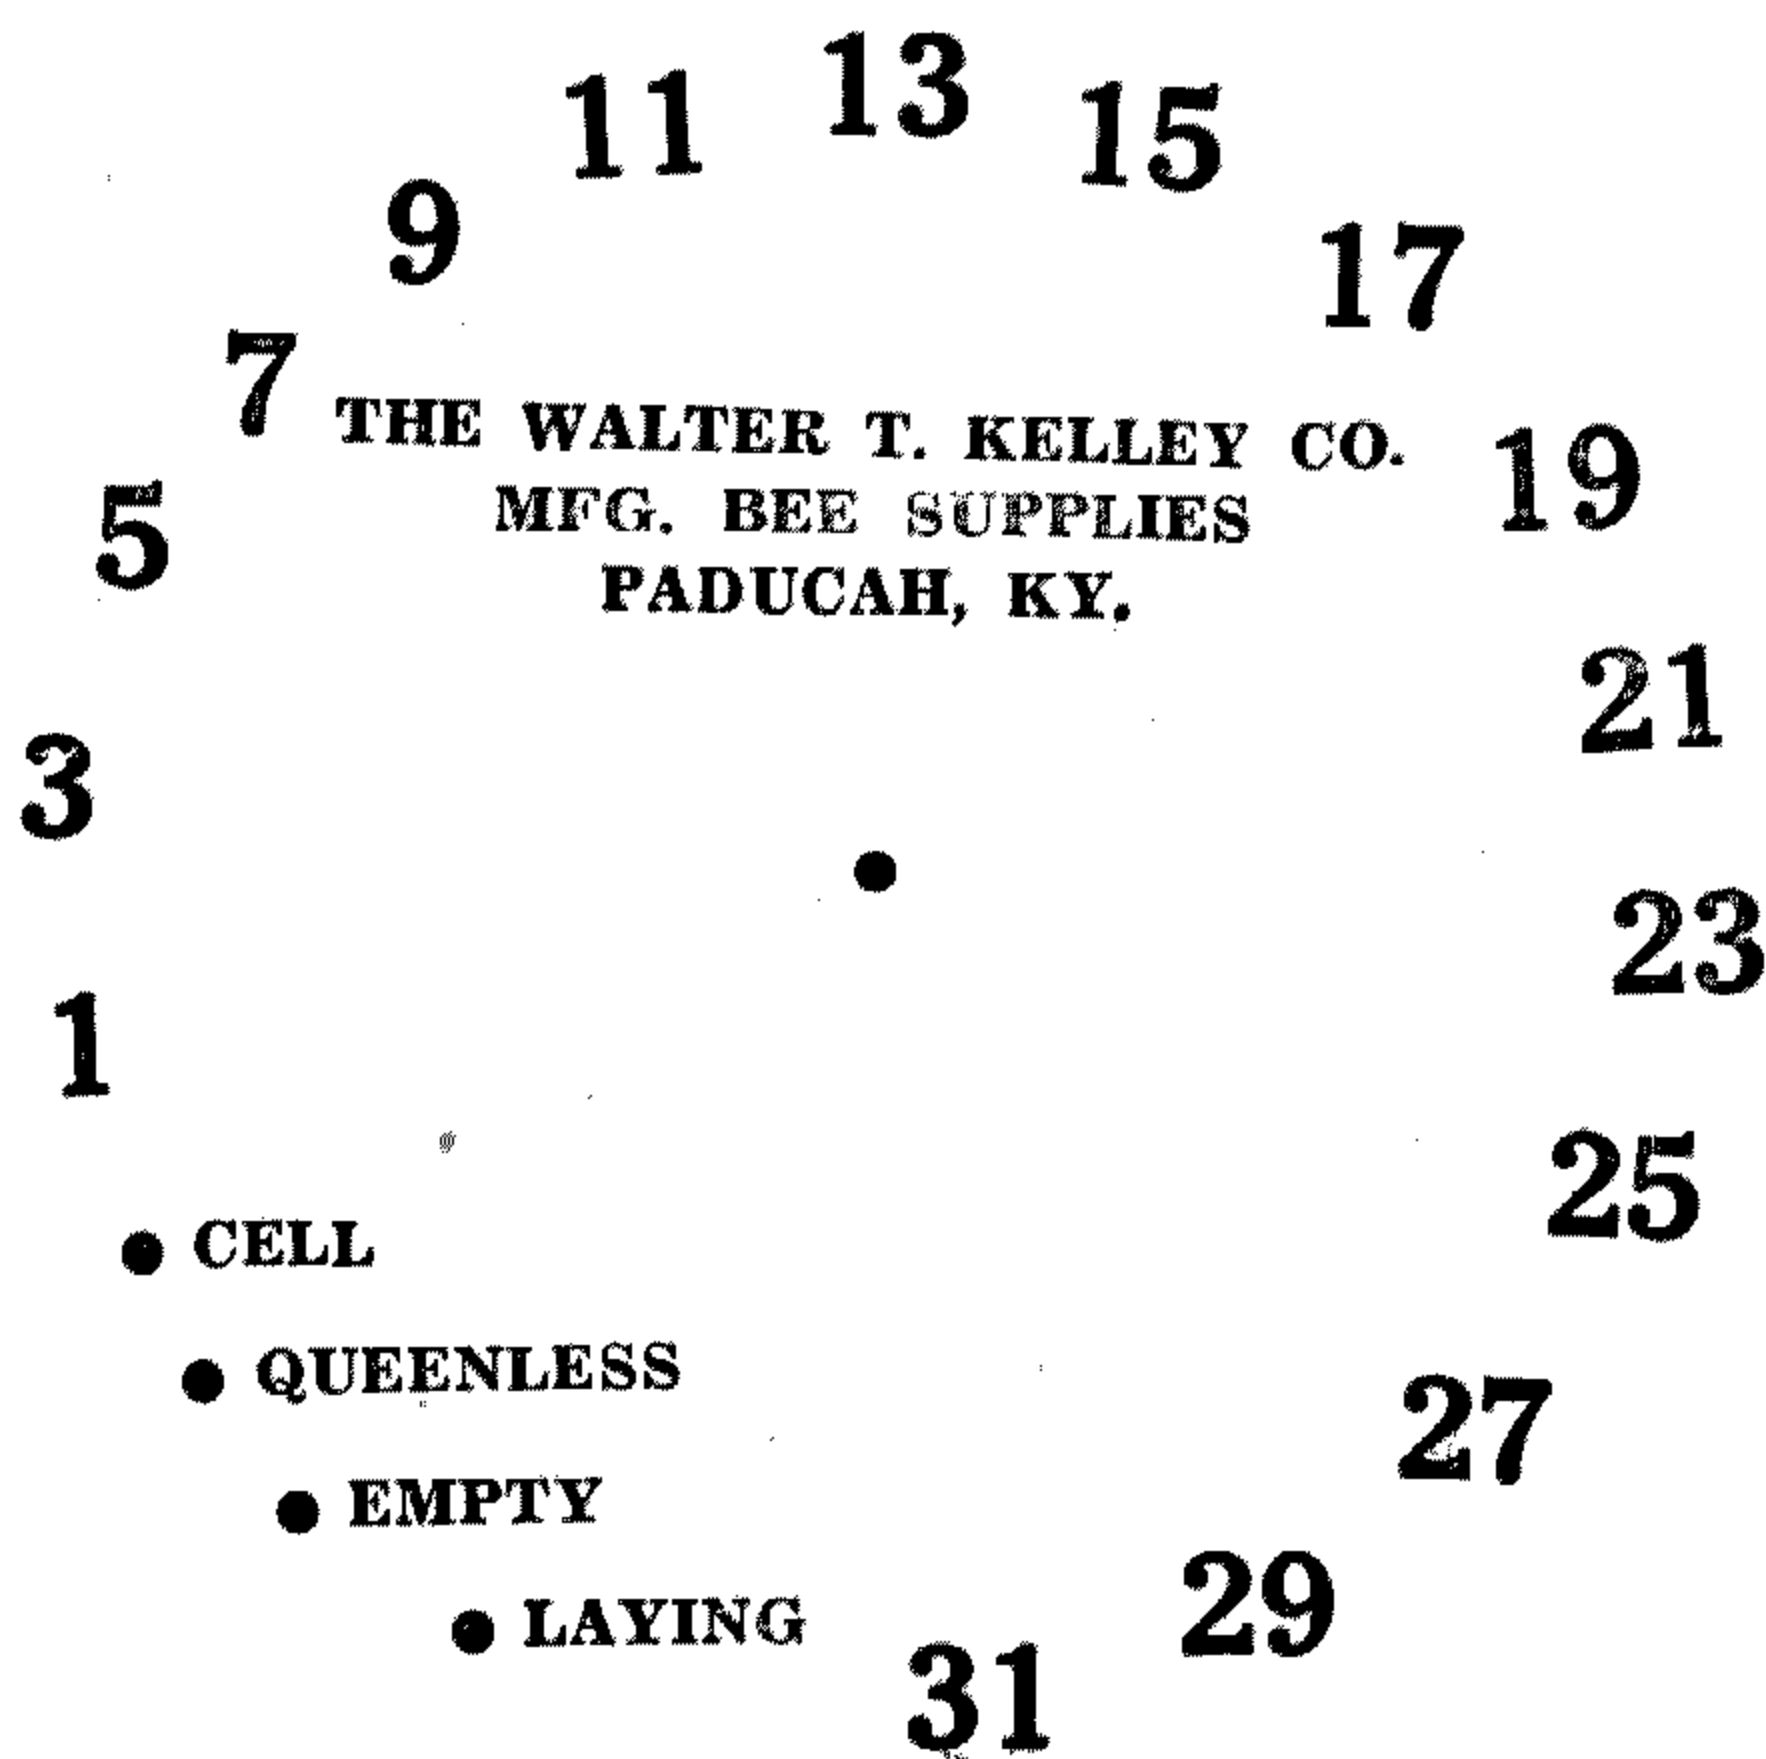 13
11
15
9
17
7
THE WALTER T. KELLEY CO.
19
MFG. BEE SUPPLIES
5
PADUCAH, KY.
21
3
23
1
25
CELL
QUEENLESS
27
EMPTY
29
LAYING
31